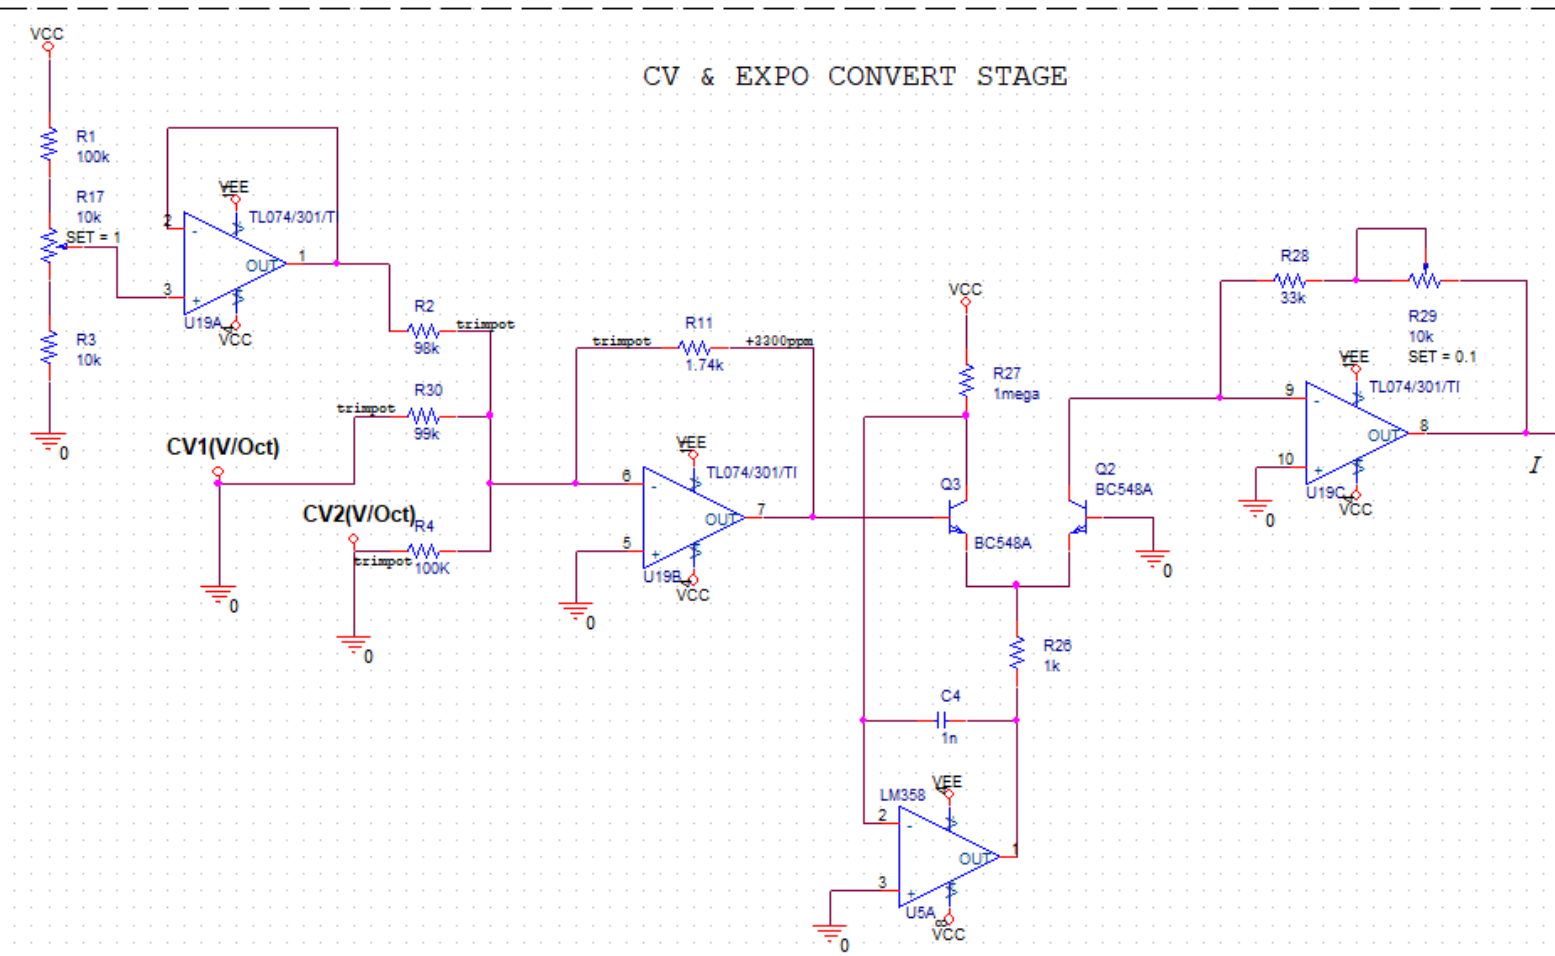 VCC
CV & EXPO CONVERT STAGE
R1
100k
R17
10k
SET = 1
VEE
TL074/301/TI
2
-
OUT
1
3
+
U19A
VCC
R3
10k
0
R2
98k
trimpot
R30
99k
trimpot
CV1(V/Oct)
0
CV2(V/Oct)
R4
100K
trimpot
0
R11
1.74k
trimpot
+3300ppm
VEE
TL074/301/TI
6
-
OUT
7
5
+
U19B
4
VCC
0
VCC
R27
1mega
Q3
BC548A
Q2
BC548A
0
R26
1k
C4
1n
LM358
VEE
2
-
OUT
1
3
+
U5A
8
VCC
0
R28
33k
R29
10k
SET = 0.1
VEE
TL074/301/TI
9
-
OUT
8
10
+
U19C
4
VCC
0
I